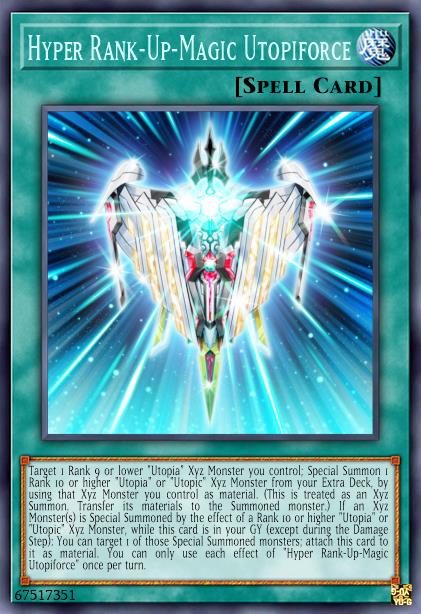 Hyper Rank-Up-Magic Utopiforce
魔
[Spell Card]
Target 1 Rank 9 or lower "Utopia" Xyz Monster you control; Special Summon 1
Rank 10 or higher "Utopia" or "Utopic" Xyz Monster from your Extra Deck, by
using that Xyz Monster you control as material. (This is treated as an Xyz
Summon. Transfer its materials to the Summoned monster.) If an Xyz
Monster(s) is Special Summoned by the effect of a Rank 10 or higher "Utopia" or
"Utopic" Xyz Monster, while this card is in your GY (except during the Damage
Step): You can target 1 of those Special Summoned monsters; attach this card to
it as material. You can only use each effect of "Hyper Rank-Up-Magic
Utopiforce" once per turn.
67517351